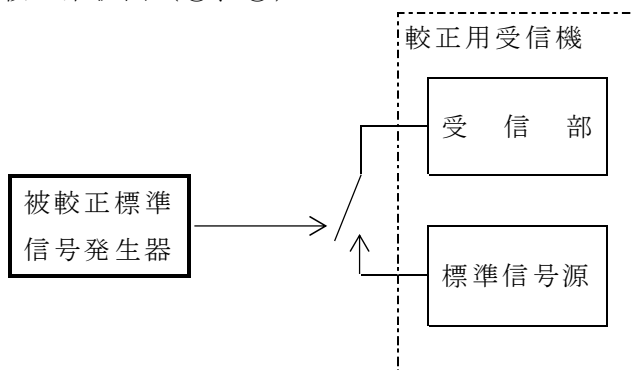 較正用受信機
受信部
被較正標準
信号発生器
標準信号源